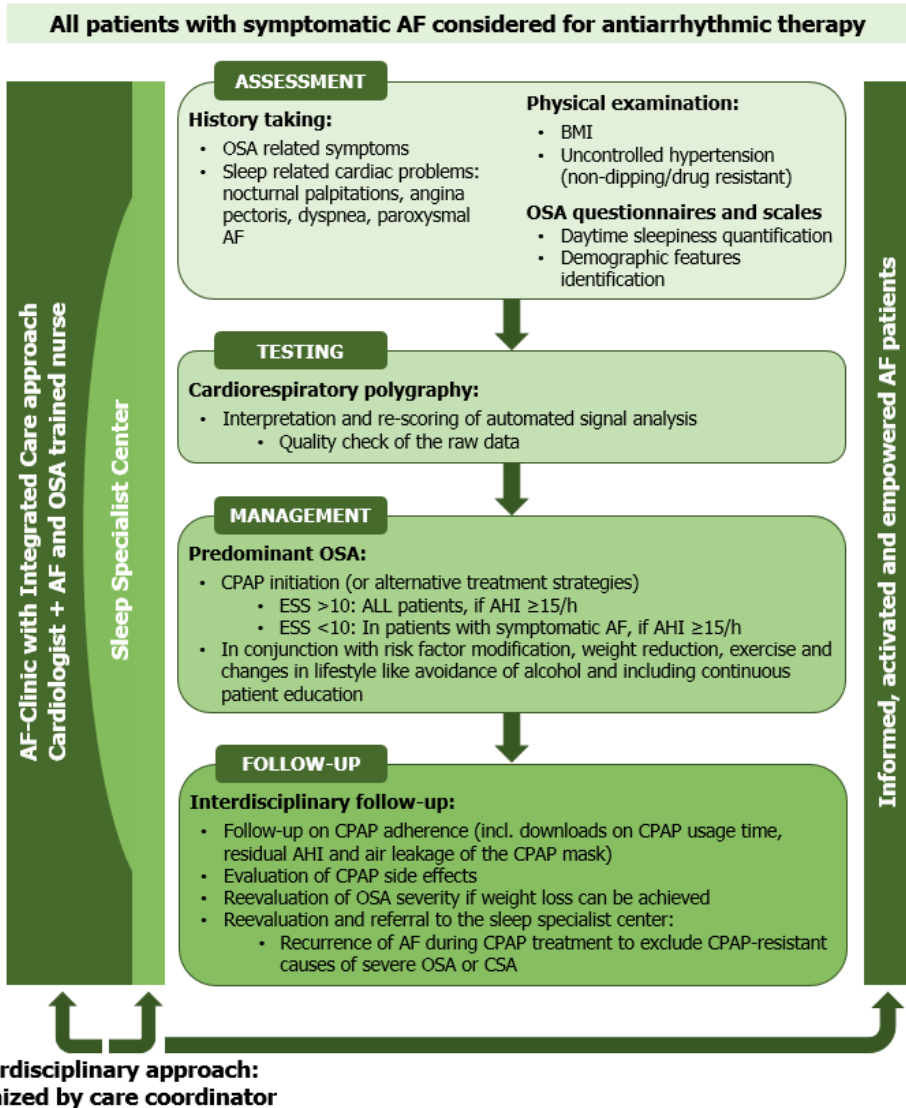 All patients with symptomatic AF considered for antiarrhythmic therapy
AF-Clinic with Integrated Care approach
Cardiologist + AF and OSA trained nurse
Sleep Specialist Center
ASSESSMENT
History taking:
• OSA related symptoms
• Sleep related cardiac problems:
nocturnal palpitations, angina
pectoris, dyspnea, paroxysmal
AF
Physical examination:
• BMI
• Uncontrolled hypertension
(non-dipping/drug resistant)
OSA questionnaires and scales
• Daytime sleepiness quantification
• Demographic features
identification
TESTING
Cardiorespiratory polygraphy:
• Interpretation and re-scoring of automated signal analysis
• Quality check of the raw data
MANAGEMENT
Predominant OSA:
• CPAP initiation (or alternative treatment strategies)
• ESS >10: ALL patients, if AHI ≥15/h
• ESS <10: In patients with symptomatic AF, if AHI ≥15/h
• In conjunction with risk factor modification, weight reduction, exercise and
changes in lifestyle like avoidance of alcohol and including continuous
patient education
FOLLOW-UP
Interdisciplinary follow-up:
• Follow-up on CPAP adherence (incl. downloads on CPAP usage time,
residual AHI and air leakage of the CPAP mask)
• Evaluation of CPAP side effects
• Reevaluation of OSA severity if weight loss can be achieved
• Reevaluation and referral to the sleep specialist center:
• Recurrence of AF during CPAP treatment to exclude CPAP-resistant
causes of severe OSA or CSA
Informed, activated and empowered AF patients
rdisciplinary approach:
nized by care coordinator